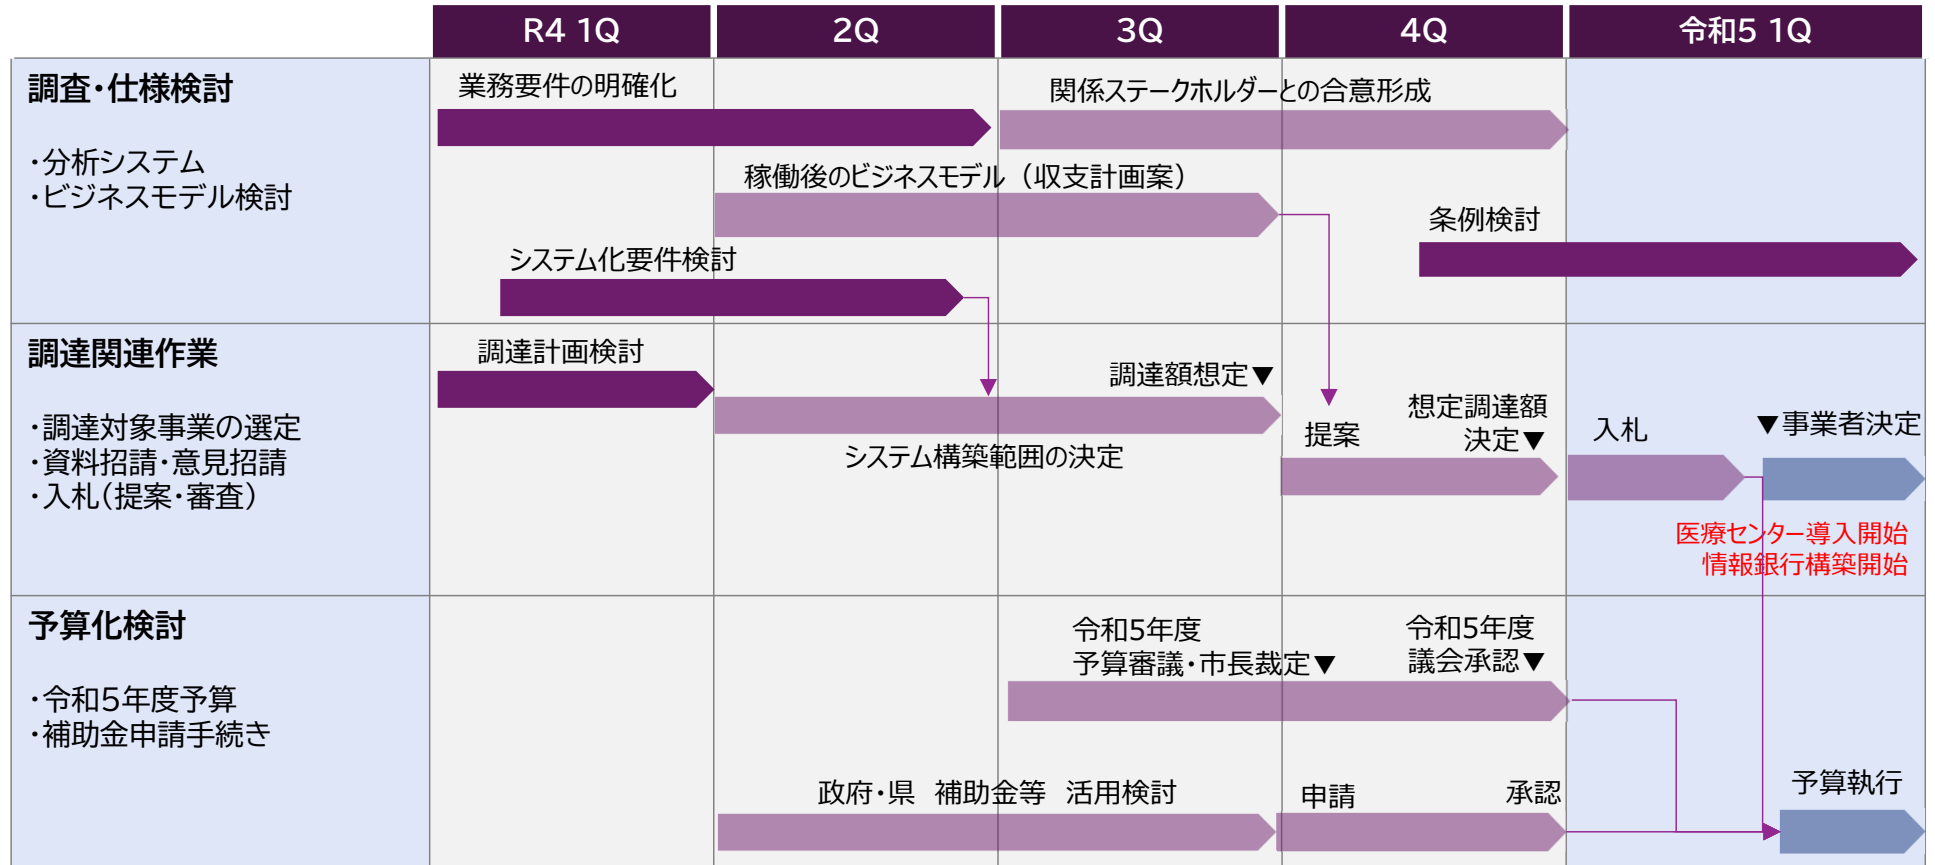 R4 1Q
2Q
3Q
4Q
令和5 1Q
調査・仕様検討
・分析システム
・ビジネスモデル検討
業務要件の明確化
関係ステークホルダーとの合意形成
稼働後のビジネスモデル（収支計画案）
条例検討
システム化要件検討
調達関連作業
・調達対象事業の選定
・資料招請・意見招請
・入札（提案・審査）
調達計画検討
調達額想定▼
システム構築範囲の決定
提案
想定調達額
決定▼
入札
▼事業者決定
医療センター導入開始
情報銀行構築開始
予算化検討
・令和5年度予算
・補助金申請手続き
令和5年度
予算審議・市長裁定▼
令和5年度
議会承認▼
政府・県　補助金等　活用検討
申請
承認
予算執行